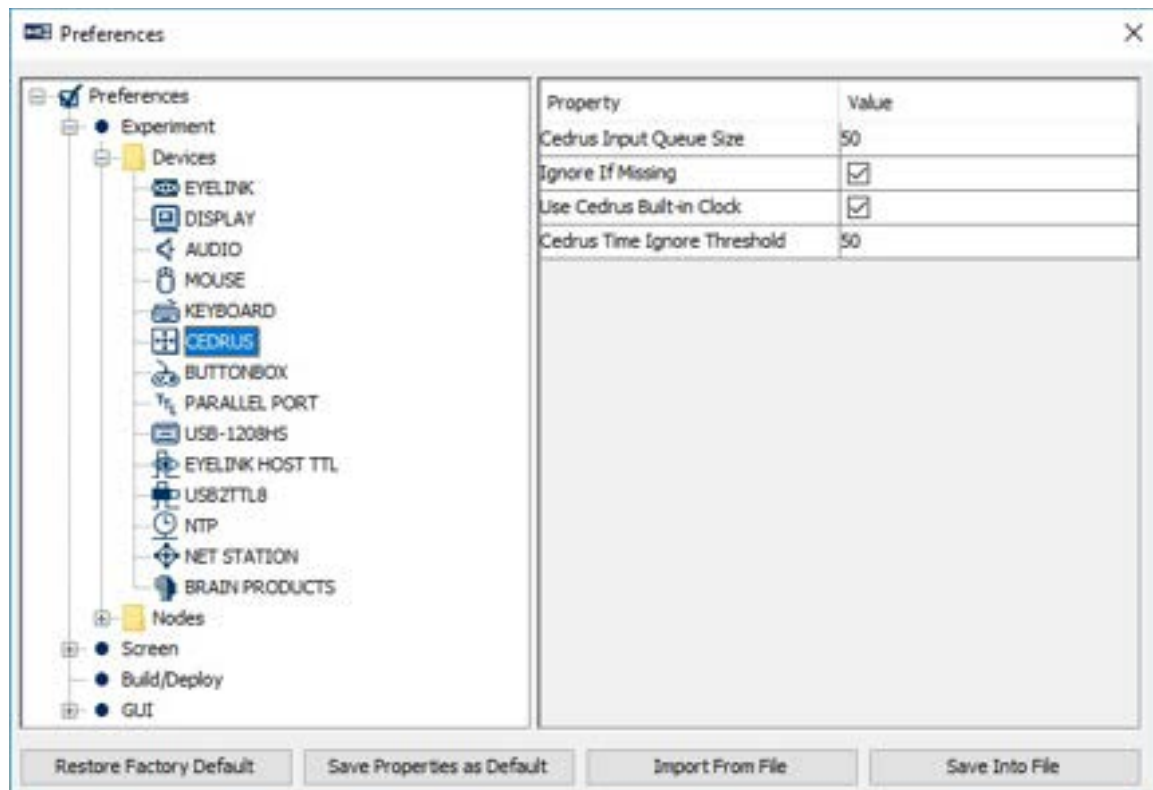 Preferences
Preferences
Experiment
Devices
EYELINK
DISPLAY
AUDIO
MOUSE
KEYBOARD
CEDRUS
BUTTONBOX
PARALLEL PORT
USB-1208HS
EYELINK HOST TTL
USB2TTL8
NTP
NET STATION
BRAIN PRODUCTS
Nodes
Screen
Build/Deploy
GUI
Property Value
Cedrus Input Queue Size 50
Ignore If Missing
Use Cedrus Built-in Clock
Cedrus Time Ignore Threshold 50
Restore Factory Default Save Properties as Default Import From File Save Into File